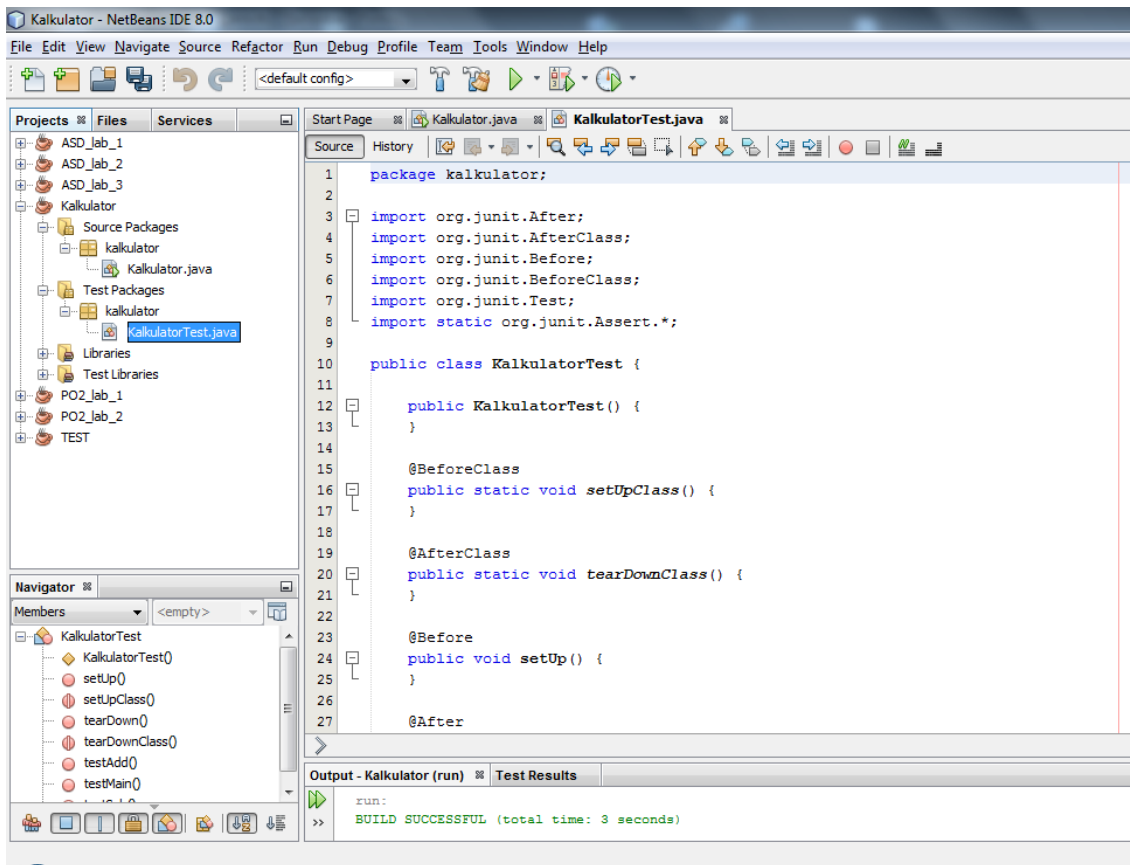 Kalkulator - NetBeans IDE 8.0
File Edit View Navigate Source Refactor Run Debug Profile Team Tools Window Help
<default config>
Projects Files Services
ASD_lab_1
ASD_lab_2
ASD_lab_3
Kalkulator
Source Packages
kalkulator
Kalkulator.java
Test Packages
kalkulator
KalkulatorTest.java
Libraries
Test Libraries
PO2_lab_1
PO2_lab_2
TEST
Navigator
Members <empty>
KalkulatorTest
KalkulatorTest()
setUp()
setUpClass()
tearDown()
tearDownClass()
testAdd()
testMain()
Start Page Kalkulator.java KalkulatorTest.java
Source History
1 package kalkulator;
2
3 import org.junit.After;
4 import org.junit.AfterClass;
5 import org.junit.Before;
6 import org.junit.BeforeClass;
7 import org.junit.Test;
8 import static org.junit.Assert.*;
9
10 public class KalkulatorTest {
11
12 public KalkulatorTest() {
13 }
14
15 @BeforeClass
16 public static void setUpClass() {
17 }
18
19 @AfterClass
20 public static void tearDownClass() {
21 }
22
23 @Before
24 public void setUp() {
25 }
26
27 @After
Output - Kalkulator (run) Test Results
run:
BUILD SUCCESSFUL (total time: 3 seconds)